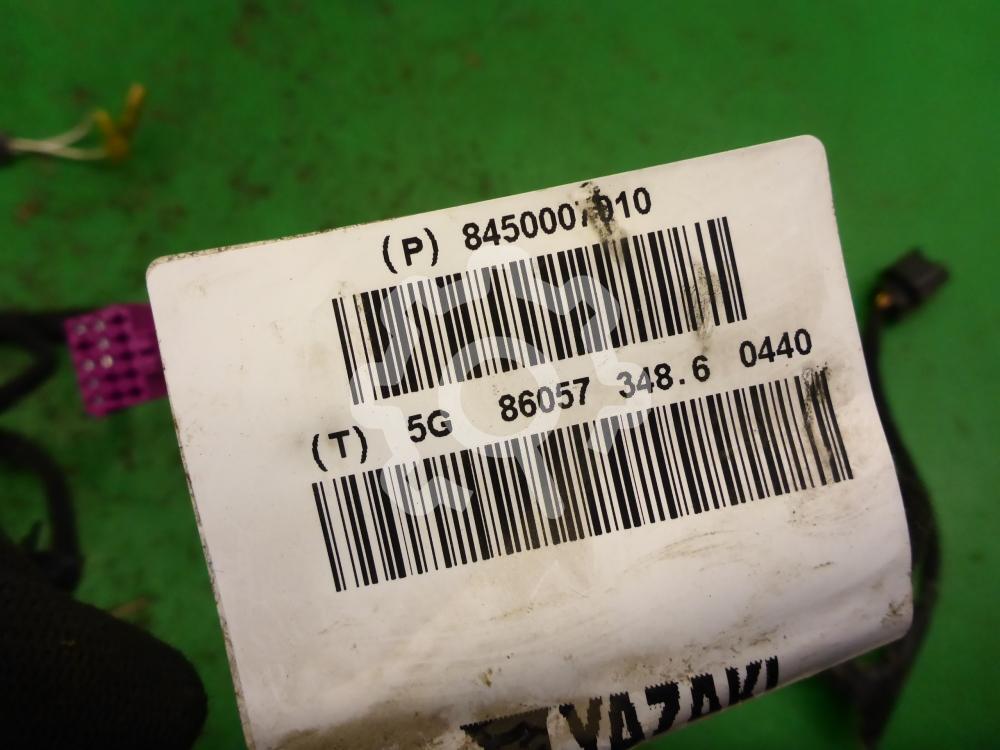 (P) 8450007910
(T) 5G 86057 348.6 0440
YAZAKI